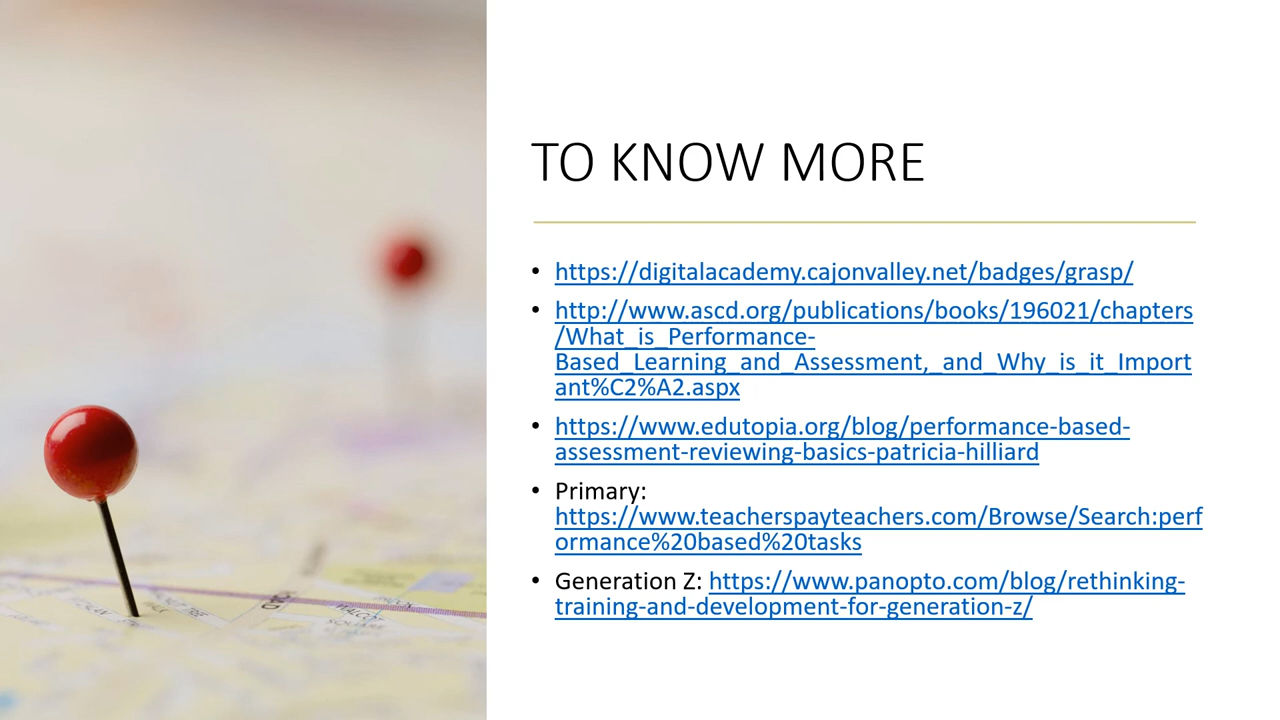 TO KNOW MORE
• https://digitalacademy.cajonvalley.net/badges/grasp/
• http://www.ascd.org/publications/books/196021/chapters
/What_is_Performance-
Based_Learning_and_Assessment,_and_Why_is_it_Import
ant%C2%A2.aspx
• https://www.edutopia.org/blog/performance-based-
assessment-reviewing-basics-patricia-hilliard
• Primary:
https://www.teacherspayteachers.com/Browse/Search:perf
ormance%20based%20tasks
• Generation Z: https://www.panopto.com/blog/rethinking-
training-and-development-for-generation-z/